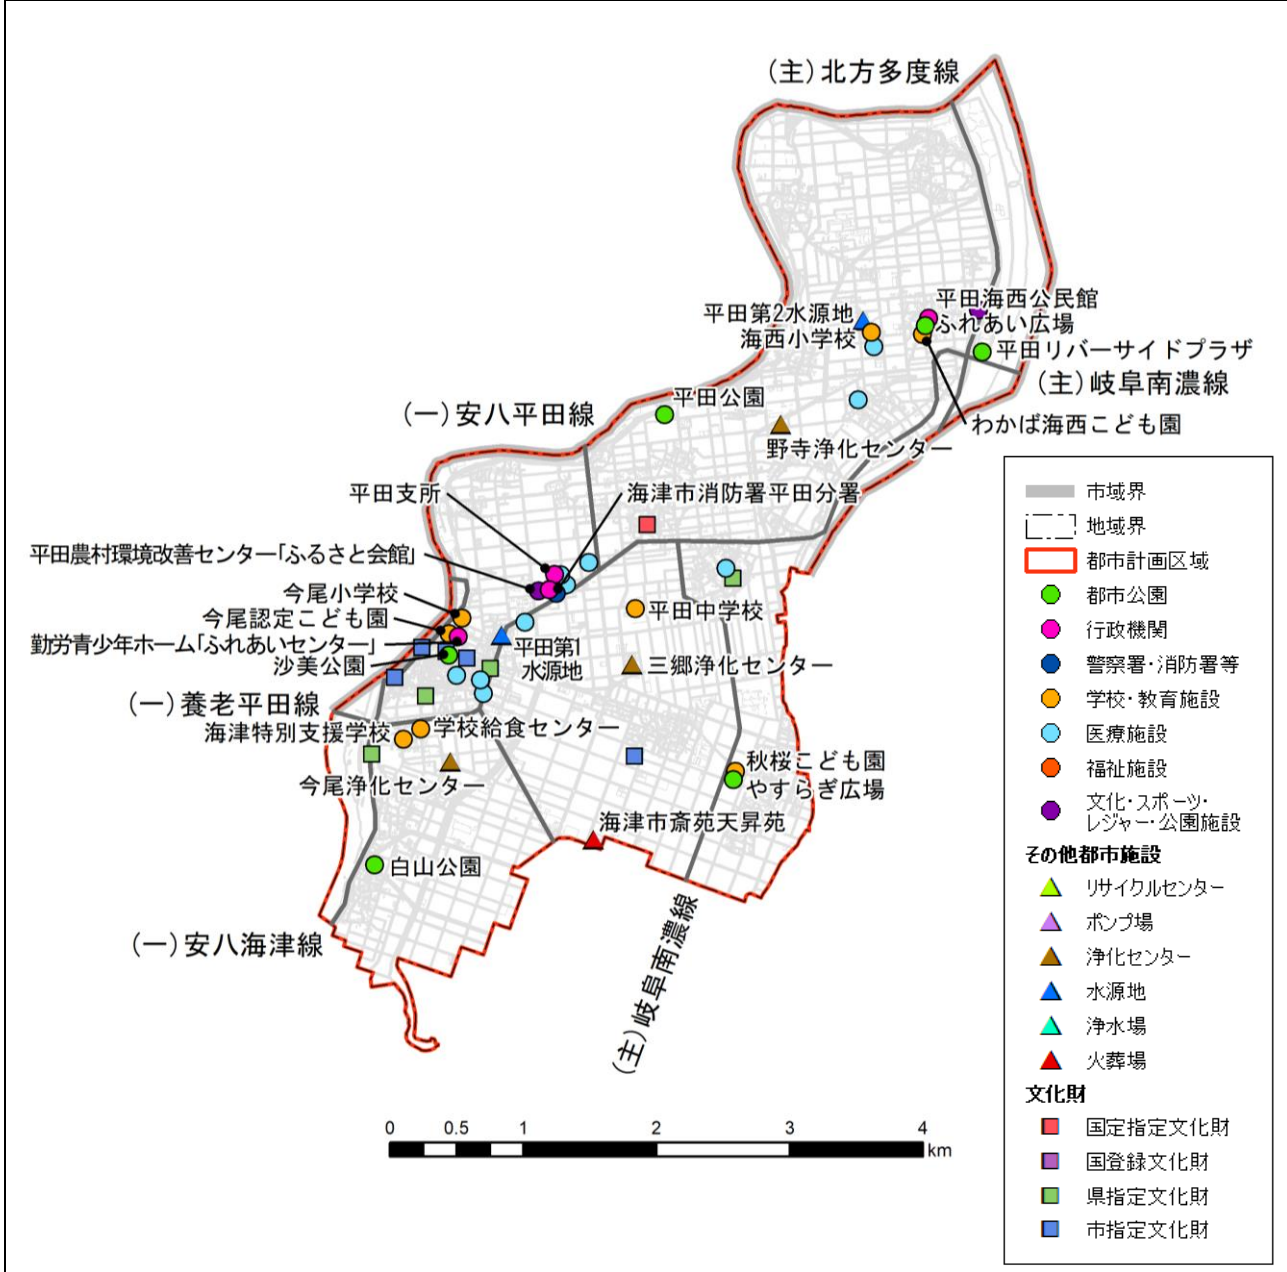 (主)北方多度線
平田海西公民館
ふれあい広場
平田第2水源地
海西小学校
平田リバーサイドプラザ
(主)岐阜南濃線
わかば海西こども園
平田公園
(一)安八平田線
野寺浄化センター
平田支所
海津市消防署平田分署
平田農村環境改善センター「ふるさと会館」
今尾小学校
今尾認定こども園
勤労青少年ホーム「ふれあいセンター」
沙美公園
平田中学校
平田第1
水源地
三郷浄化センター
(一)養老平田線
海津特別支援学校
学校給食センター
今尾浄化センター
秋桜こども園
やすらぎ広場
海津市斎苑天昇苑
白山公園
(一)安八海津線
(主)岐阜南濃線
0 0.5 1 2 3 4
km
市域界
地域界
都市計画区域
都市公園
行政機関
警察署・消防署等
学校・教育施設
医療施設
福祉施設
文化・スポーツ・
レジャー・公園施設
その他都市施設
リサイクルセンター
ポンプ場
浄化センター
水源地
浄水場
火葬場
文化財
国定指定文化財
国登録文化財
県指定文化財
市指定文化財